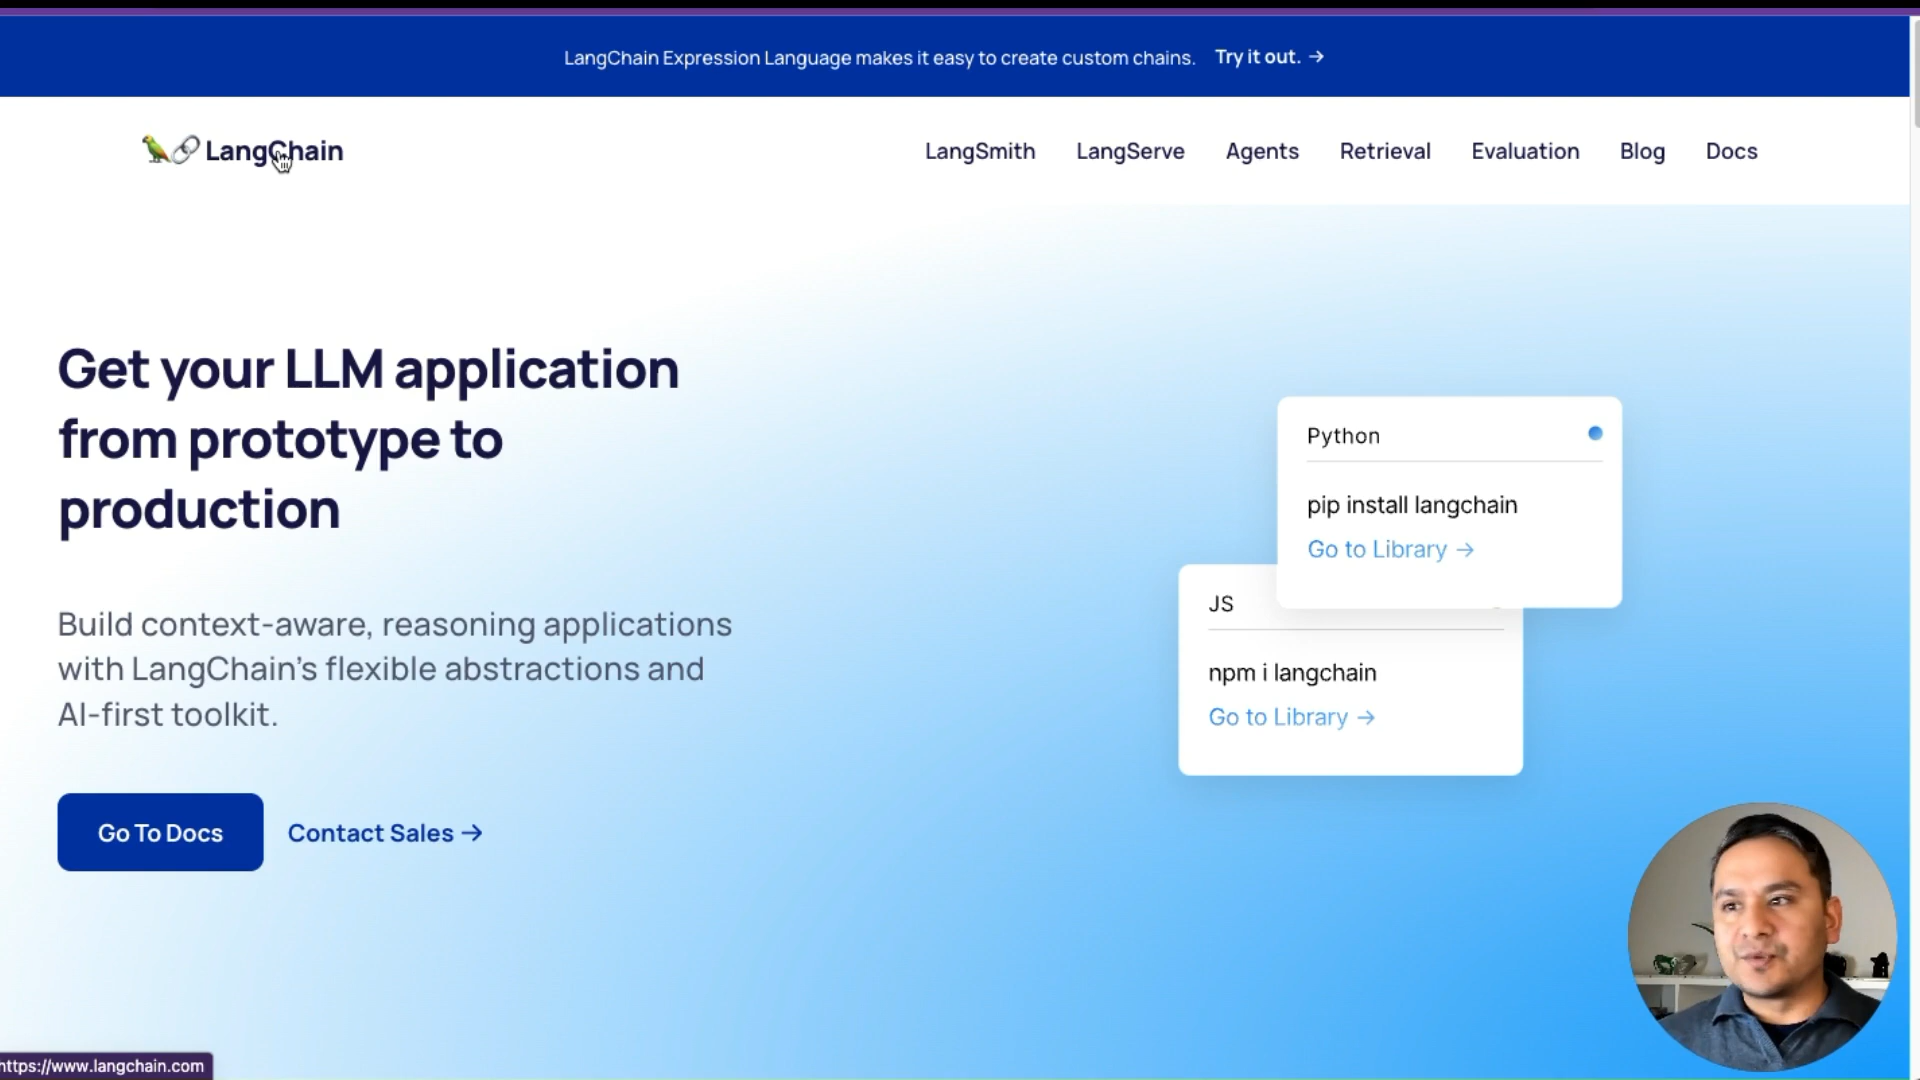 LangChain Expression Language makes it easy to create custom chains. Try it out. →
LangChain
LangSmith LangServe Agents Retrieval Evaluation Blog Docs
Get your LLM application
from prototype to
production
Build context-aware, reasoning applications
with LangChain's flexible abstractions and
AI-first toolkit.
Go To Docs
Contact Sales →
Python
pip install langchain
Go to Library →
JS
npm i langchain
Go to Library →
https://www.langchain.com